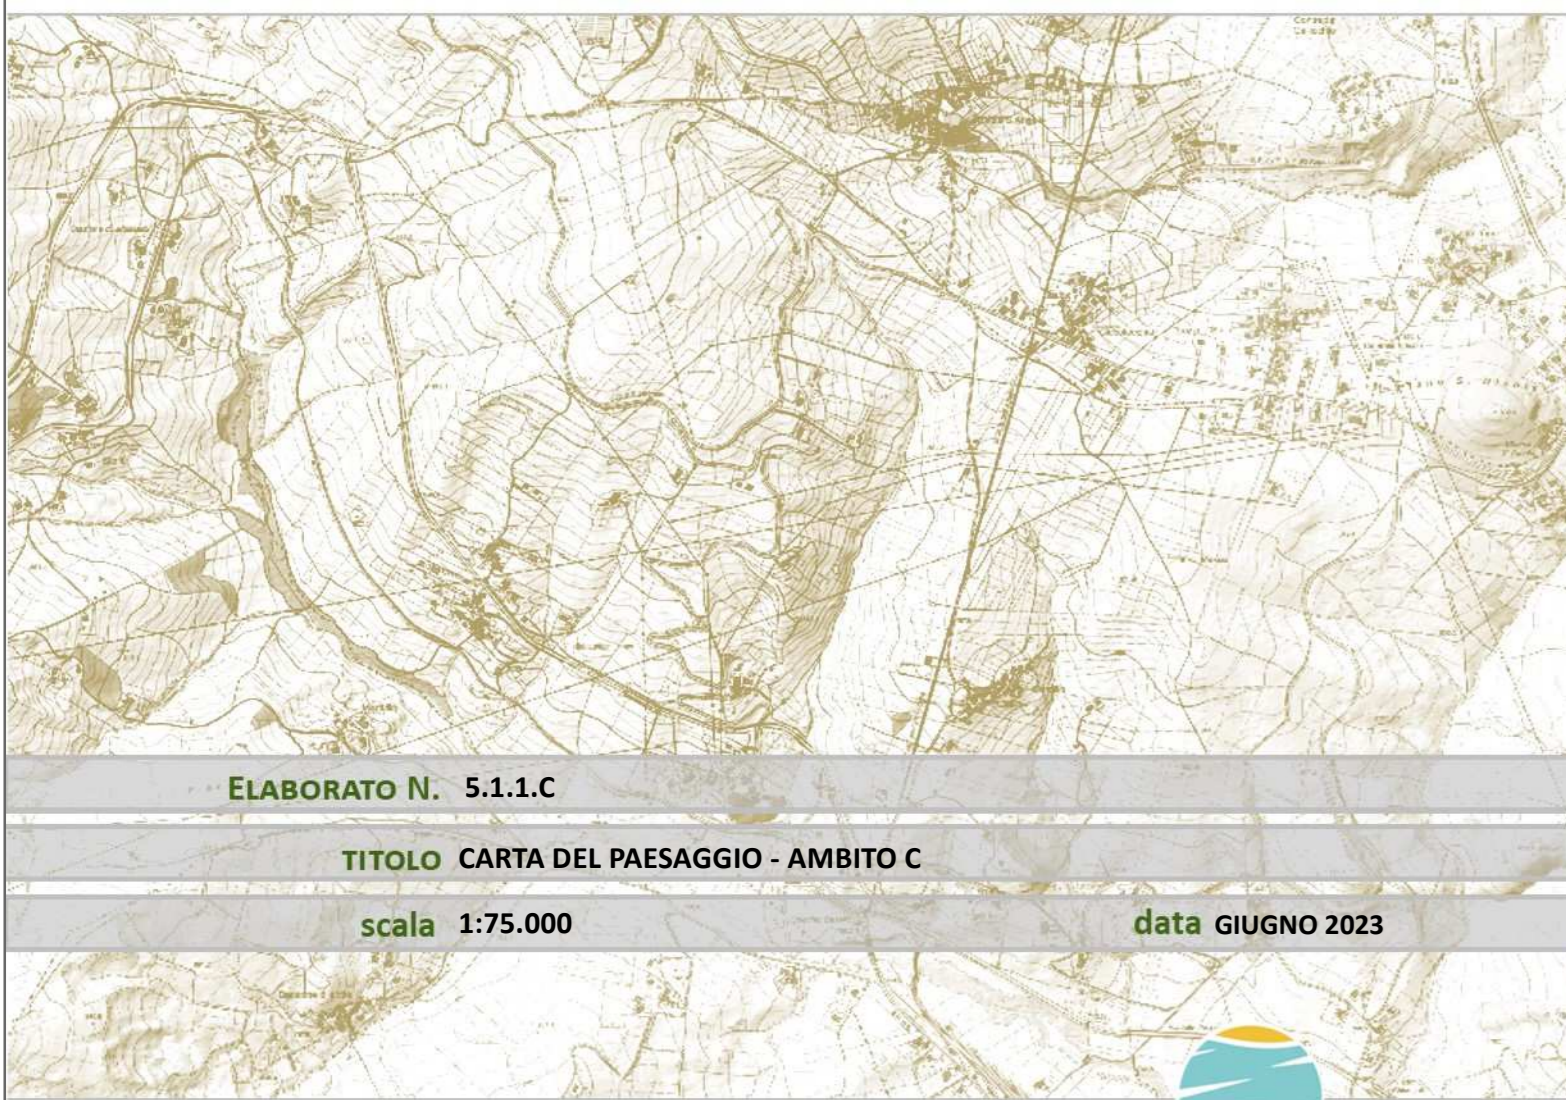 ELABORATO N. 5.1.1.C
TITOLO CARTA DEL PAESAGGIO - AMBITO C
scala 1:75.000 data GIUGNO 2023